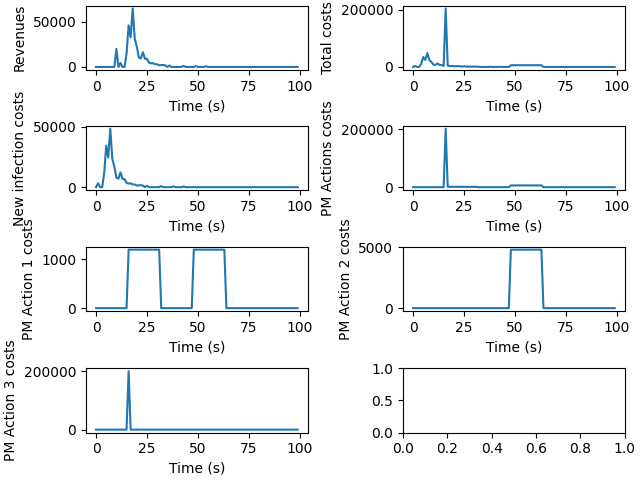 Revenues
50000
0
0 25 50 75 100
Time (s)
Total costs
200000
0
0 25 50 75 100
Time (s)
New infection costs
50000
0
0 25 50 75 100
Time (s)
PM Actions costs
200000
0
0 25 50 75 100
Time (s)
PM Action 1 costs
1000
0
0 25 50 75 100
Time (s)
PM Action 2 costs
5000
0
0 25 50 75 100
Time (s)
PM Action 3 costs
200000
0
0 25 50 75 100
Time (s)
1.0
0.5
0.0
0.0 0.2 0.4 0.6 0.8 1.0